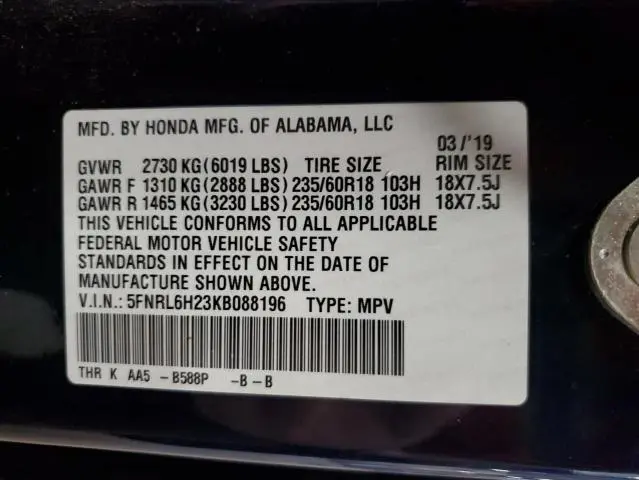 MFD. BY HONDA MFG. OF ALABAMA, LLC
03/'19
GVWR 2730 KG(6019 LBS) TIRE SIZE RIM SIZE
GAWR F 1310 KG(2888 LBS) 235/60R18 103H 18X7.5J
GAWR R 1465 KG(3230 LBS) 235/60R18 103H 18X7.5J
THIS VEHICLE CONFORMS TO ALL APPLICABLE
FEDERAL MOTOR VEHICLE SAFETY
STANDARDS IN EFFECT ON THE DATE OF
MANUFACTURE SHOWN ABOVE.
V.I.N.: 5FNRL6H23KB088196 TYPE: MPV
THR K AA5 -B588P -B-B